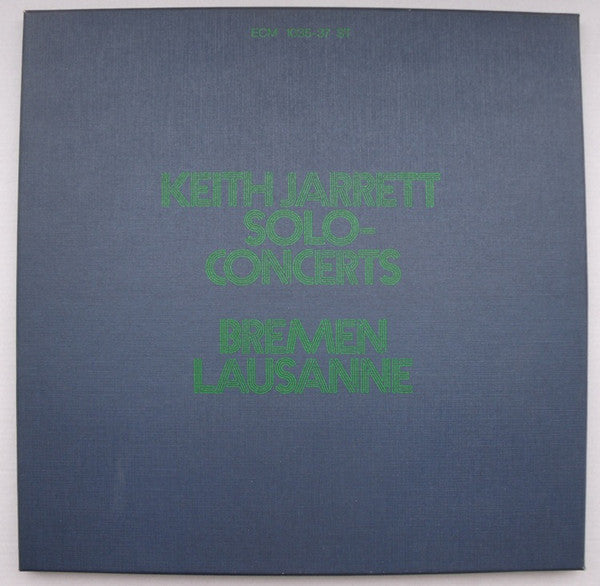 ECM 1035-37 ST
KEITH JARRETT
SOLO-
CONCERTS
BREMEN
LAUSANNE